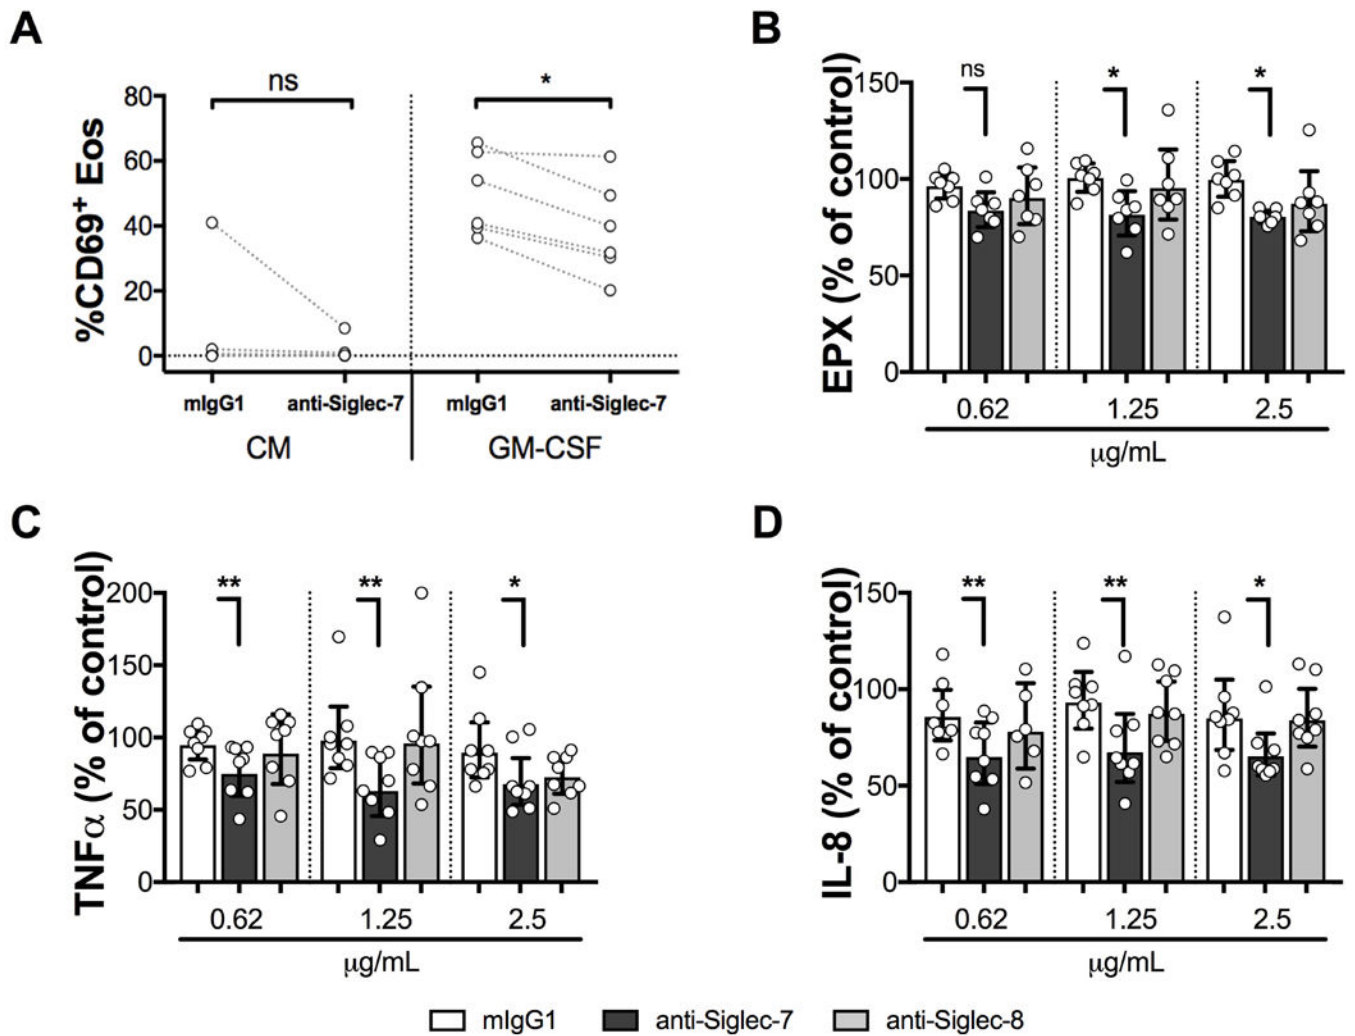 A
ns
*
80
60
40
20
0
%CD69+ Eos
mIgG1
anti-Siglec-7
mIgG1
anti-Siglec-7
CM
GM-CSF
B
ns
*
*
150
100
50
0
EPX (% of control)
0.62
1.25
2.5
µg/mL
C
**
**
*
200
150
100
50
0
TNFα (% of control)
0.62
1.25
2.5
µg/mL
D
**
**
*
150
100
50
0
IL-8 (% of control)
0.62
1.25
2.5
µg/mL
mIgG1
anti-Siglec-7
anti-Siglec-8